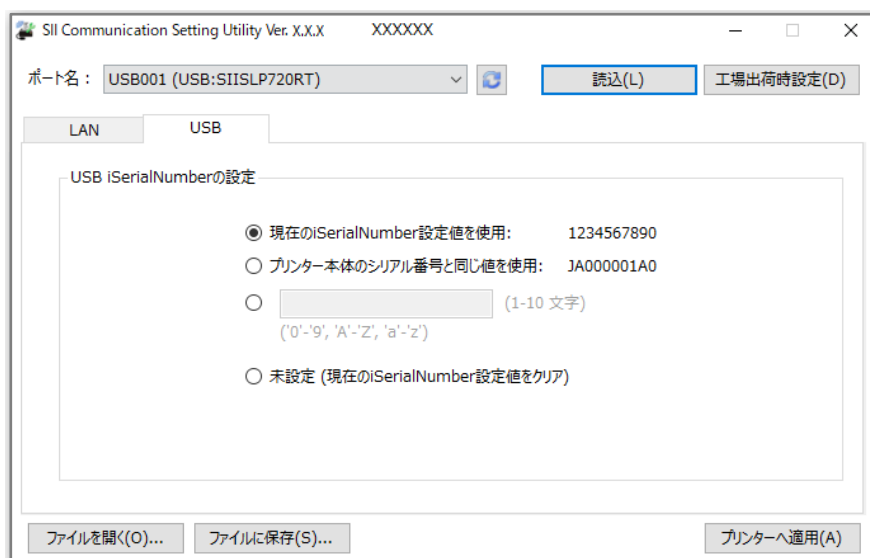 SII Communication Setting Utility Ver. X.X.X XXXXXX
ポート名： USB001 (USB:SIISLP720RT) 読込(L) 工場出荷時設定(D)
LAN USB
USB iSerialNumberの設定
現在のiSerialNumber設定値を使用: 1234567890
プリンター本体のシリアル番号と同じ値を使用: JA000001A0
(1-10 文字)
('0'-'9', 'A'-'Z', 'a'-'z')
未設定 (現在のiSerialNumber設定値をクリア)
ファイルを開く(O)... ファイルに保存(S)... プリンターへ適用(A)